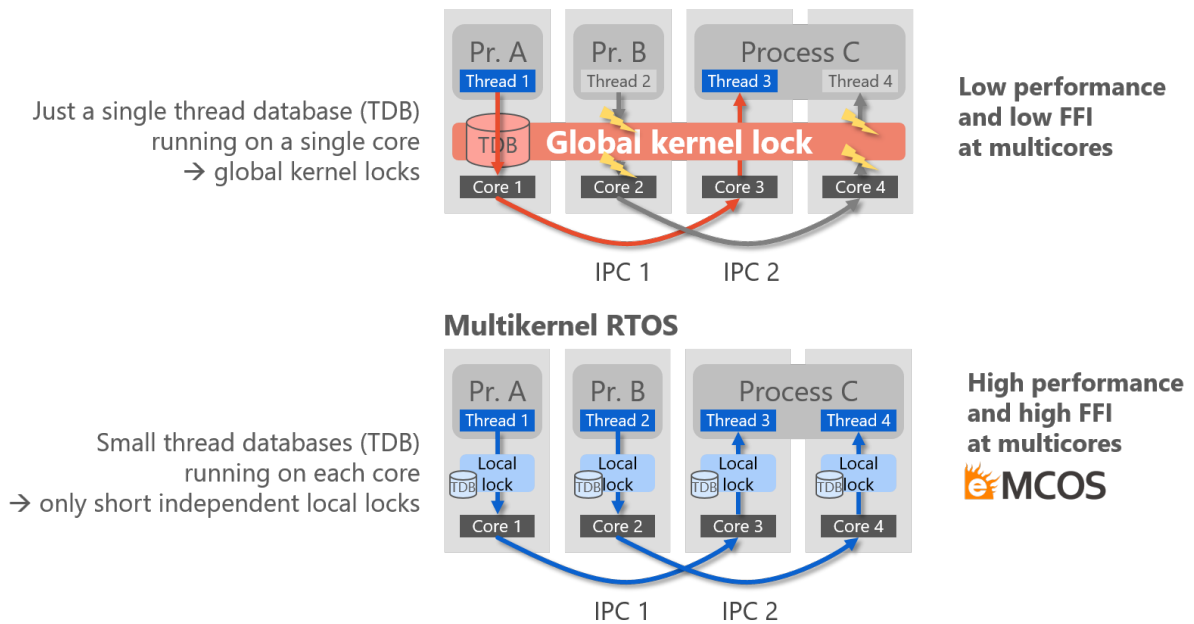 Pr. A
Pr. B
Process C
Thread 1
Thread 2
Thread 3
Thread 4
Just a single thread database (TDB)
running on a single core
→ global kernel locks
TDB
Global kernel lock
Core 1
Core 2
Core 3
Core 4
IPC 1
IPC 2
Low performance
and low FFI
at multicores
Multikernel RTOS
Pr. A
Pr. B
Process C
Thread 1
Thread 2
Thread 3
Thread 4
Small thread databases (TDB)
running on each core
→ only short independent local locks
Local
lock
TDB
Local
lock
TDB
Local
lock
TDB
Local
lock
TDB
Core 1
Core 2
Core 3
Core 4
IPC 1
IPC 2
High performance
and high FFI
at multicores
eMCOS